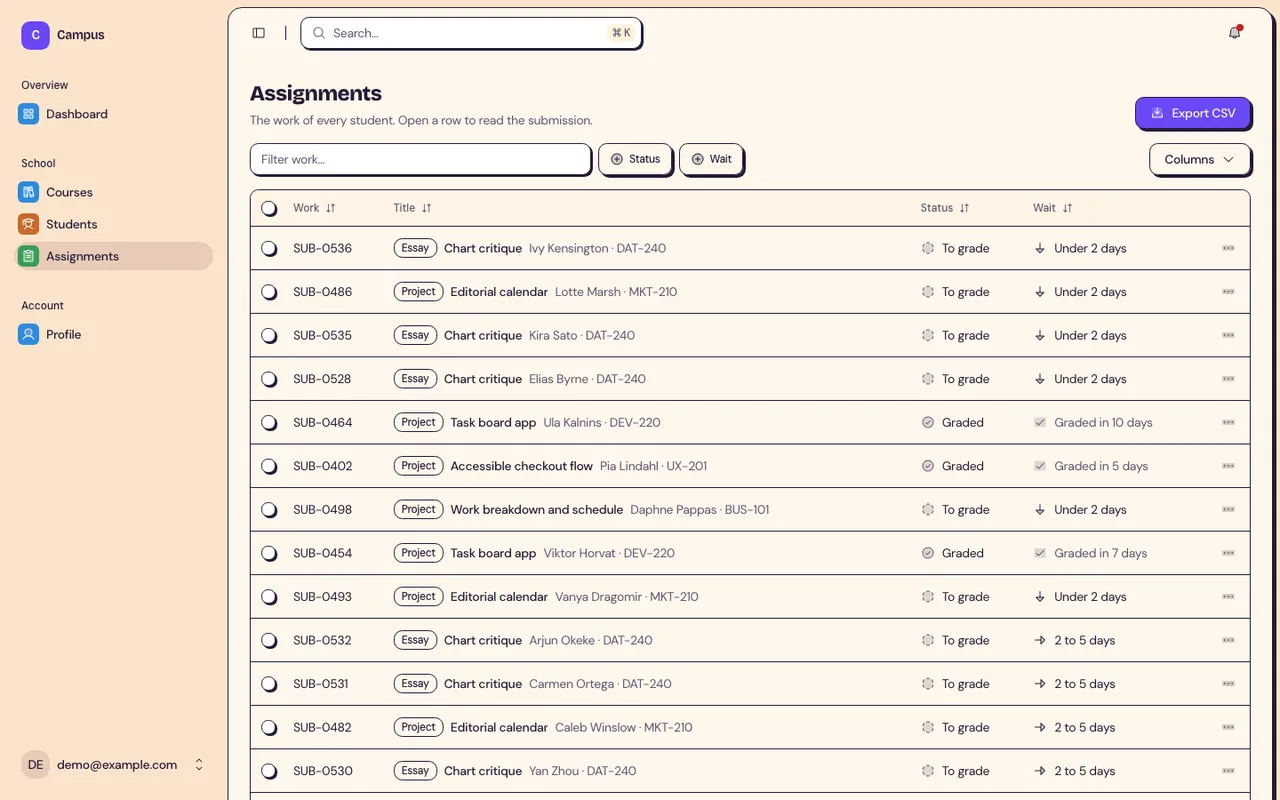 C Campus
Overview
Dashboard
School
Courses
Students
Assignments
Account
Profile
DE demo@example.com
Search... ⌘ K
Assignments
The work of every student. Open a row to read the submission.
Export CSV
Filter work... Status Wait Columns
Work Title Status Wait
SUB-0536 Essay Chart critique Ivy Kensington · DAT-240 To grade Under 2 days
SUB-0486 Project Editorial calendar Lotte Marsh · MKT-210 To grade Under 2 days
SUB-0535 Essay Chart critique Kira Sato · DAT-240 To grade Under 2 days
SUB-0528 Essay Chart critique Elias Byrne · DAT-240 To grade Under 2 days
SUB-0464 Project Task board app Ula Kalnins · DEV-220 Graded Graded in 10 days
SUB-0402 Project Accessible checkout flow Pia Lindahl · UX-201 Graded Graded in 5 days
SUB-0498 Project Work breakdown and schedule Daphne Pappas · BUS-101 To grade Under 2 days
SUB-0454 Project Task board app Viktor Horvat · DEV-220 Graded Graded in 7 days
SUB-0493 Project Editorial calendar Vanya Dragomir · MKT-210 To grade Under 2 days
SUB-0532 Essay Chart critique Arjun Okeke · DAT-240 To grade 2 to 5 days
SUB-0531 Essay Chart critique Carmen Ortega · DAT-240 To grade 2 to 5 days
SUB-0482 Project Editorial calendar Caleb Winslow · MKT-210 To grade 2 to 5 days
SUB-0530 Essay Chart critique Yan Zhou · DAT-240 To grade 2 to 5 days